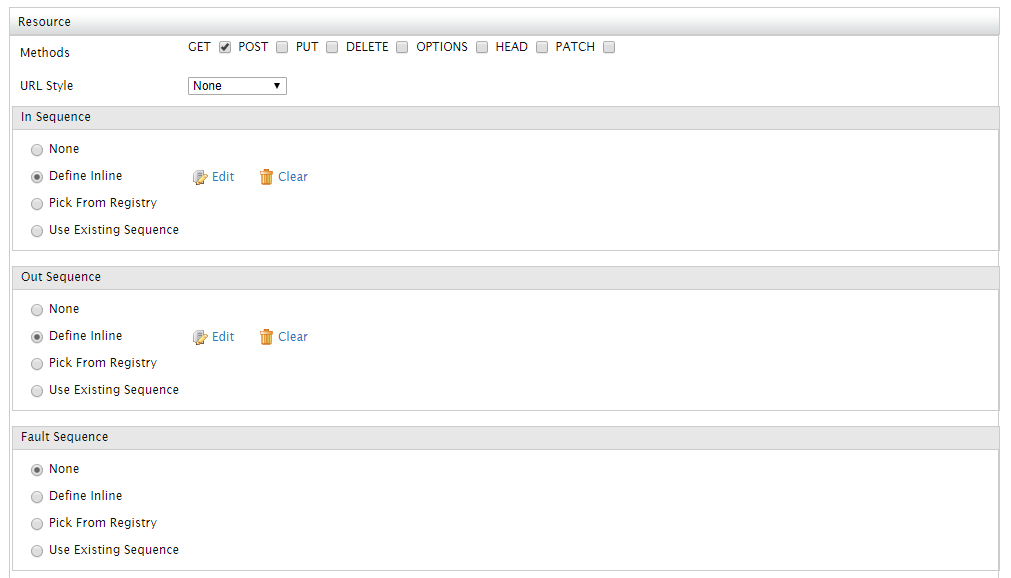 Resource
Methods GET POST PUT DELETE OPTIONS HEAD PATCH
URL Style None
In Sequence
None
Define Inline Edit Clear
Pick From Registry
Use Existing Sequence
Out Sequence
None
Define Inline Edit Clear
Pick From Registry
Use Existing Sequence
Fault Sequence
None
Define Inline
Pick From Registry
Use Existing Sequence